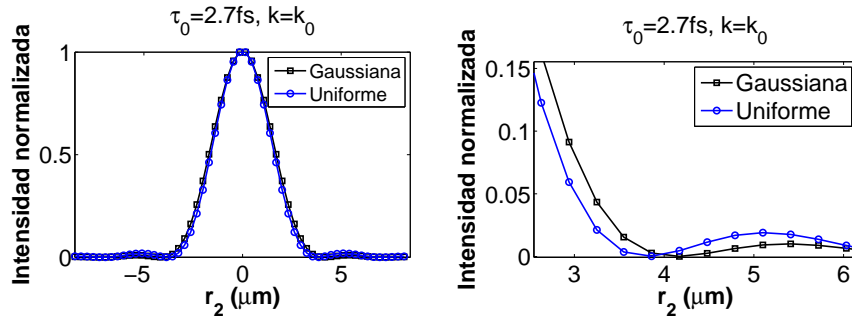 τ₀=2.7fs, k=k₀
Intensidad normalizada
1
0.5
0
−5
0
5
r₂ (μm)
Gaussiana
Uniforme
τ₀=2.7fs, k=k₀
Intensidad normalizada
0.15
0.1
0.05
0
3
4
5
6
r₂ (μm)
Gaussiana
Uniforme